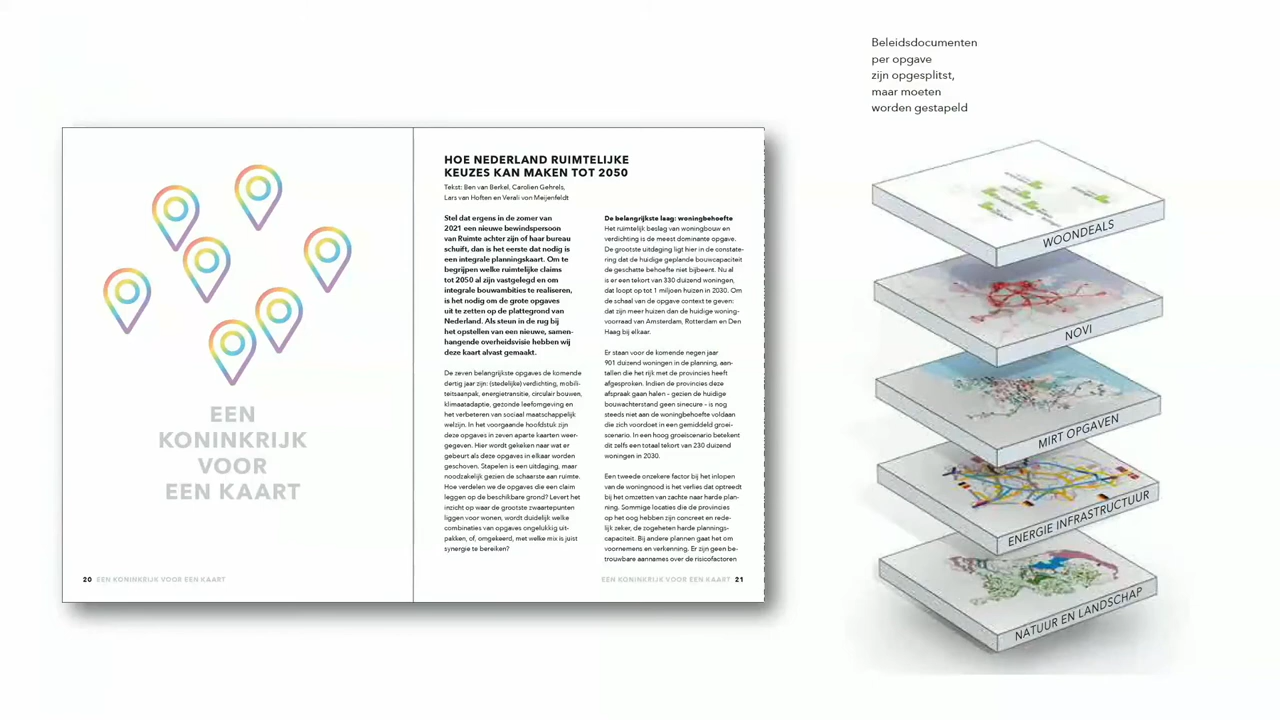 Beleidsdocumenten
per opgave
zijn opgesplitst,
maar moeten
worden gestapeld
EEN
KONINKRIJK
VOOR
EEN KAART
20 EEN KONINKRIJK VOOR EEN KAART
HOE NEDERLAND RUIMTELIJKE
KEUZES KAN MAKEN TOT 2050
Tekst: Ben van Berkel, Carolien Gehrels,
Lars van Hoften en Verali von Meijenfeldt
Stel dat ergens in de zomer van
2021 een nieuwe bewindspersoon
van Ruimte achter zijn of haar bureau
schuift, dan is het eerste dat nodig is
een integrale planningskaart. Om te
begrijpen welke ruimtelijke claims
tot 2050 al zijn vastgelegd en om
integrale bouwambities te realiseren,
is het nodig om de grote opgaves
uit te zetten op de plattegrond van
Nederland. Als steun in de rug bij
het opstellen van een nieuwe, samen-
hangende overheidsvisie hebben wij
deze kaart alvast gemaakt.
De zeven belangrijkste opgaves de komende
dertig jaar zijn: (stedelijke) verdichting, mobili-
teitsaanpak, energietransitie, circulair bouwen,
klimaatadaptie, gezonde leefomgeving en
het verbeteren van sociaal maatschappelijk
welzijn. In het voorgaande hoofdstuk zijn
deze opgaves in zeven aparte kaarten weer-
gegeven. Hier wordt gekeken naar wat er
gebeurt als deze opgaves in elkaar worden
geschoven. Stapelen is een uitdaging, maar
noodzakelijk gezien de schaarste aan ruimte.
Hoe verdelen we de opgaves die een claim
leggen op de beschikbare grond? Levert het
inzicht op waar de grootste zwaartepunten
liggen voor wonen, wordt duidelijk welke
combinaties van opgaves ongelukkig uit-
pakken, of, omgekeerd, met welke mix is juist
synergie te bereiken?
De belangrijkste laag: woningbehoefte
Het ruimtelijk beslag van woningbouw en
verdichting is de meest dominante opgave.
De grootste uitdaging ligt hier in de constate-
ring dat de huidige geplande bouwcapaciteit
de geschatte behoefte niet bijbeent. Nu al
is er een tekort van 330 duizend woningen,
dat loopt op tot 1 miljoen huizen in 2030. Om
de schaal van de opgave context te geven:
dat zijn meer huizen dan de huidige woning-
voorraad van Amsterdam, Rotterdam en Den
Haag bij elkaar.
Er staan voor de komende negen jaar
901 duizend woningen in de planning, aan-
tallen die het rijk met de provincies heeft
afgesproken. Indien de provincies deze
afspraak gaan halen – gezien de huidige
bouwachterstand geen sinecure – is nog
steeds niet aan de woningbehoefte voldaan
die zich voordoet in een gemiddeld groei-
scenario. In een hoog groeiscenario betekent
dit zelfs een totaal tekort van 230 duizend
woningen in 2030.
Een tweede onzekere factor bij het inlopen
van de woningnood is het verlies dat optreedt
bij het omzetten van zachte naar harde plan-
ning. Sommige locaties die de provincies
op het oog hebben zijn concreet en rede-
lijk zeker, de zogeheten harde plannings-
capaciteit. Bij andere plannen gaat het om
voornemens en verkenning. Er zijn geen be-
trouwbare aannames over de risicofactoren
EEN KONINKRIJK VOOR EEN KAART 21
WOONDEALS
NOVI
MIRT OPGAVEN
ENERGIE INFRASTRUCTUUR
NATUUR EN LANDSCHAP